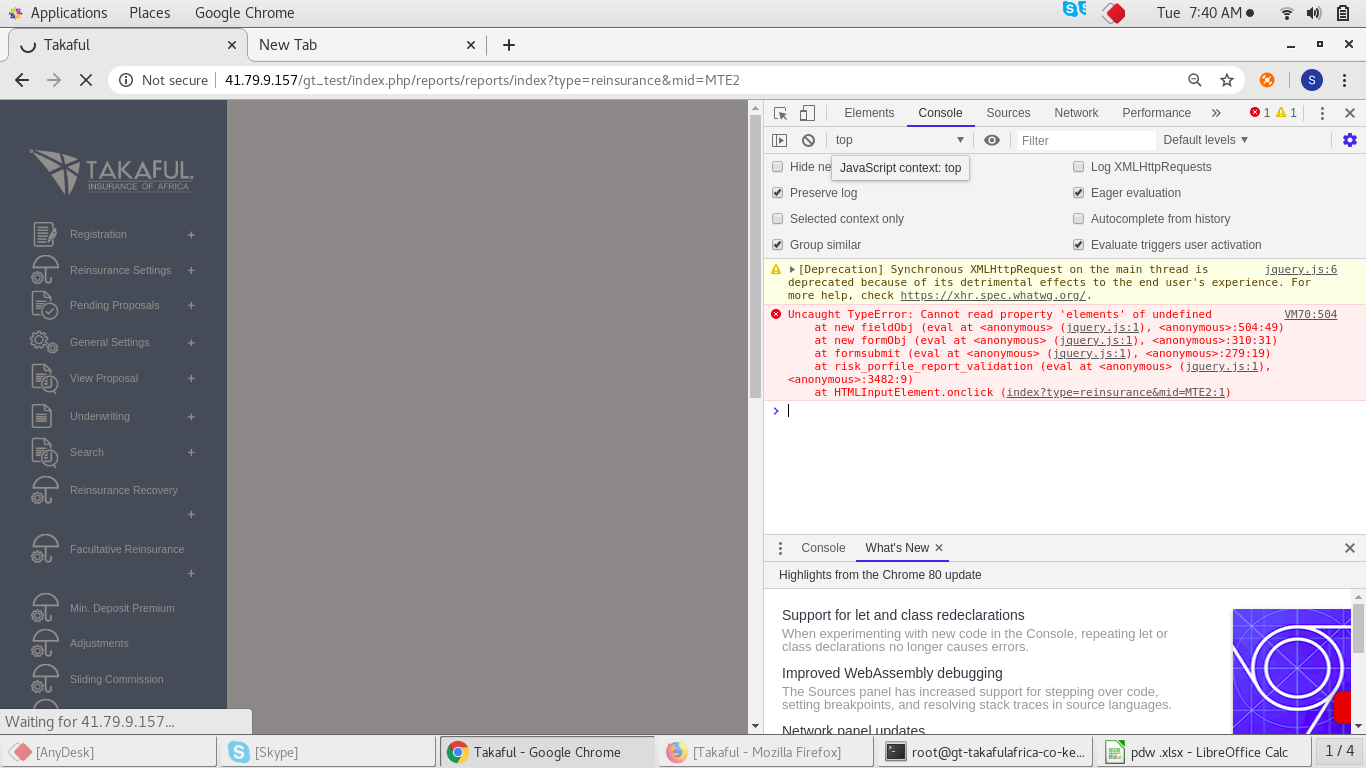 Applications Places Google Chrome Tue 7:40 AM
Takaful New Tab
Not secure 41.79.9.157/gt_test/index.php/reports/reports/index?type=reinsurance&mid=MTE2 S
TAKAFUL.
INSURANCE OF AFRICA
Registration +
Reinsurance Settings +
Pending Proposals +
General Settings +
View Proposal +
Underwriting +
Search +
Reinsurance Recovery
+
Facultative Reinsurance
+
Min. Deposit Premium
Adjustments
Sliding Commission
Waiting for 41.79.9.157...
Elements Console Sources Network Performance » 1 1
top Filter Default levels
Hide ne Log XMLHttpRequests
JavaScript context: top
Preserve log Eager evaluation
Selected context only Autocomplete from history
Group similar Evaluate triggers user activation
[Deprecation] Synchronous XMLHttpRequest on the main thread is jquery.js:6
deprecated because of its detrimental effects to the end user's experience. For
more help, check https://xhr.spec.whatwg.org/.
Uncaught TypeError: Cannot read property 'elements' of undefined VM70:504
at new fieldObj (eval at <anonymous> (jquery.js:1), <anonymous>:504:49)
at new formObj (eval at <anonymous> (jquery.js:1), <anonymous>:310:31)
at formsubmit (eval at <anonymous> (jquery.js:1), <anonymous>:279:19)
at risk_porfile_report_validation (eval at <anonymous> (jquery.js:1),
<anonymous>:3482:9)
at HTMLInputElement.onclick (index?type=reinsurance&mid=MTE2:1)
Console What's New
Highlights from the Chrome 80 update
Support for let and class redeclarations
When experimenting with new code in the Console, repeating let or
class declarations no longer causes errors.
Improved WebAssembly debugging
The Sources panel has increased support for stepping over code,
setting breakpoints, and resolving stack traces in source languages.
Network panel updates
[AnyDesk] [Skype] Takaful - Google Chrome [Takaful - Mozilla Firefox] root@gt-takafulafrica-co-ke... pdw .xlsx - LibreOffice Calc 1 / 4